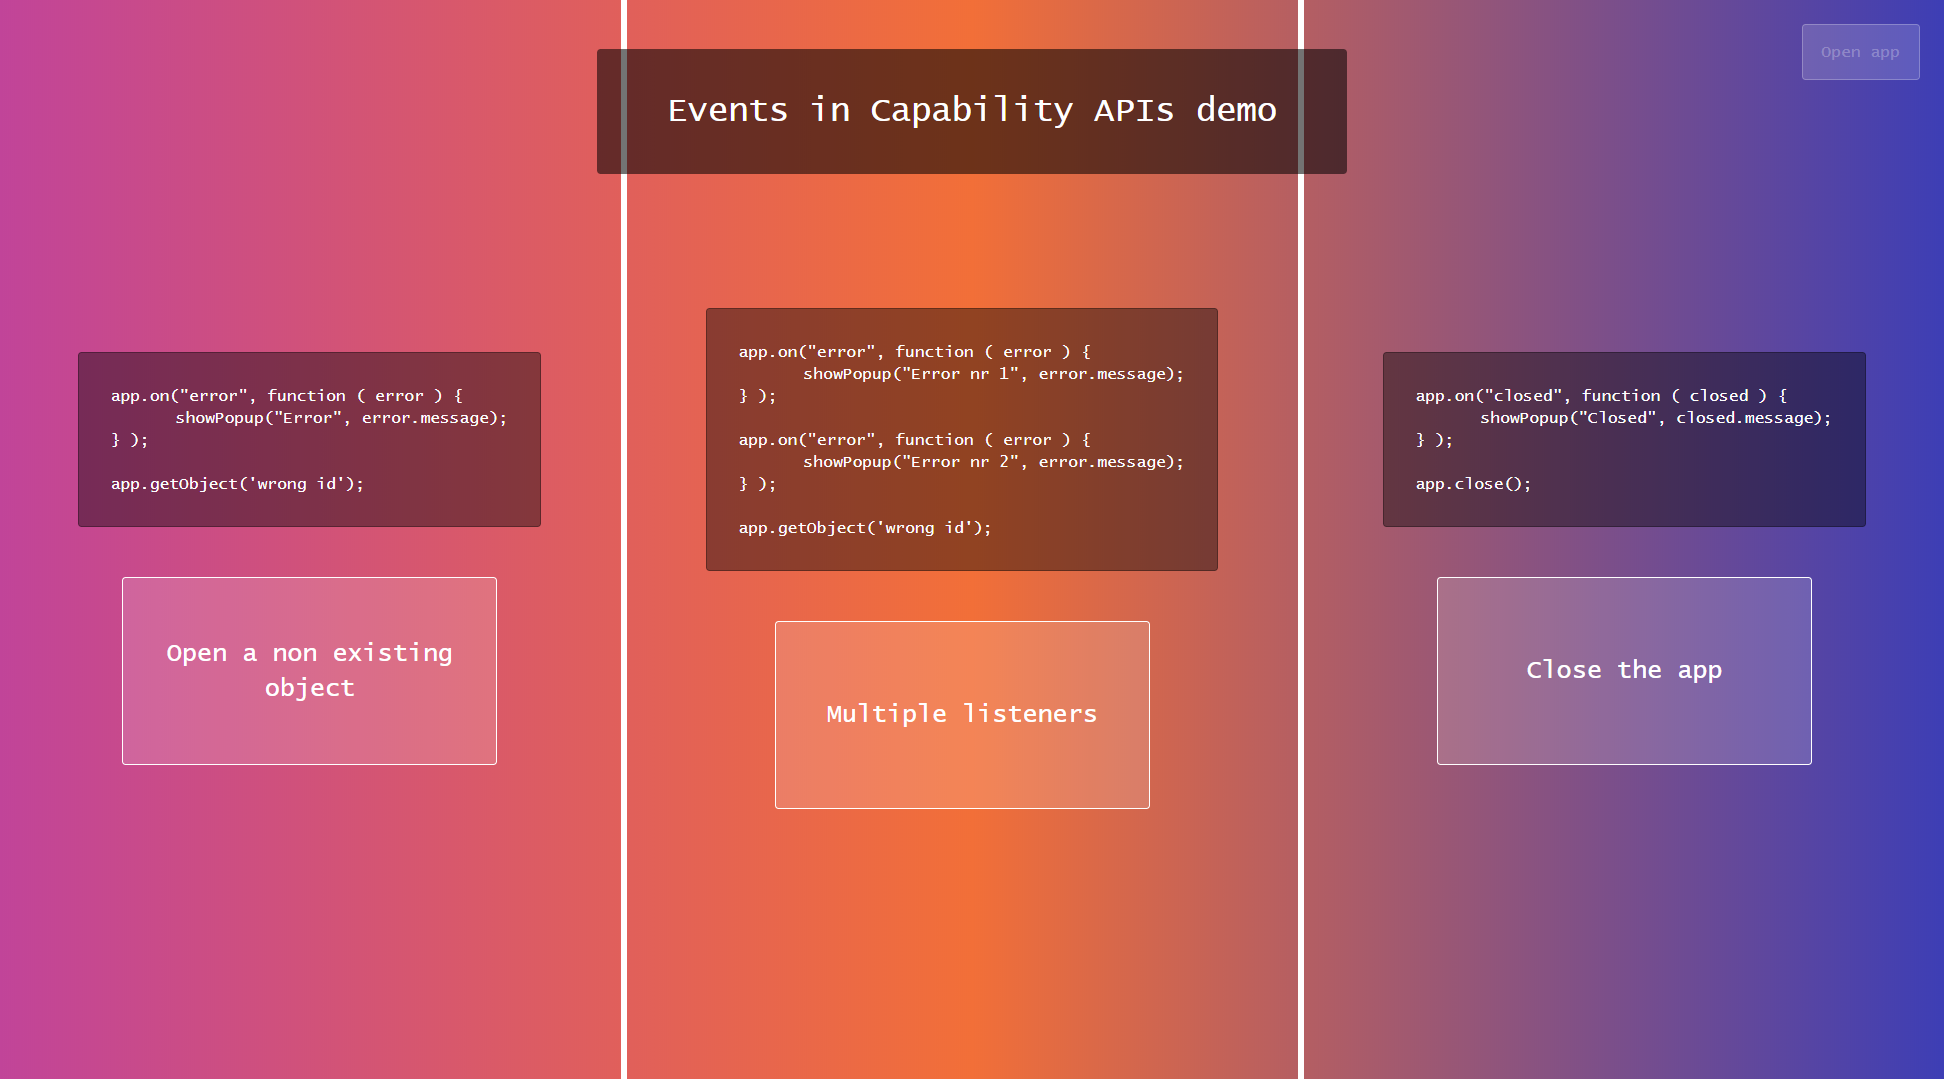 Open app
Events in Capability APIs demo
app.on("error", function ( error ) {
showPopup("Error", error.message);
} );
app.getObject('wrong id');
Open a non existing
object
app.on("error", function ( error ) {
showPopup("Error nr 1", error.message);
} );
app.on("error", function ( error ) {
showPopup("Error nr 2", error.message);
} );
app.getObject('wrong id');
Multiple listeners
app.on("closed", function ( closed ) {
showPopup("Closed", closed.message);
} );
app.close();
Close the app